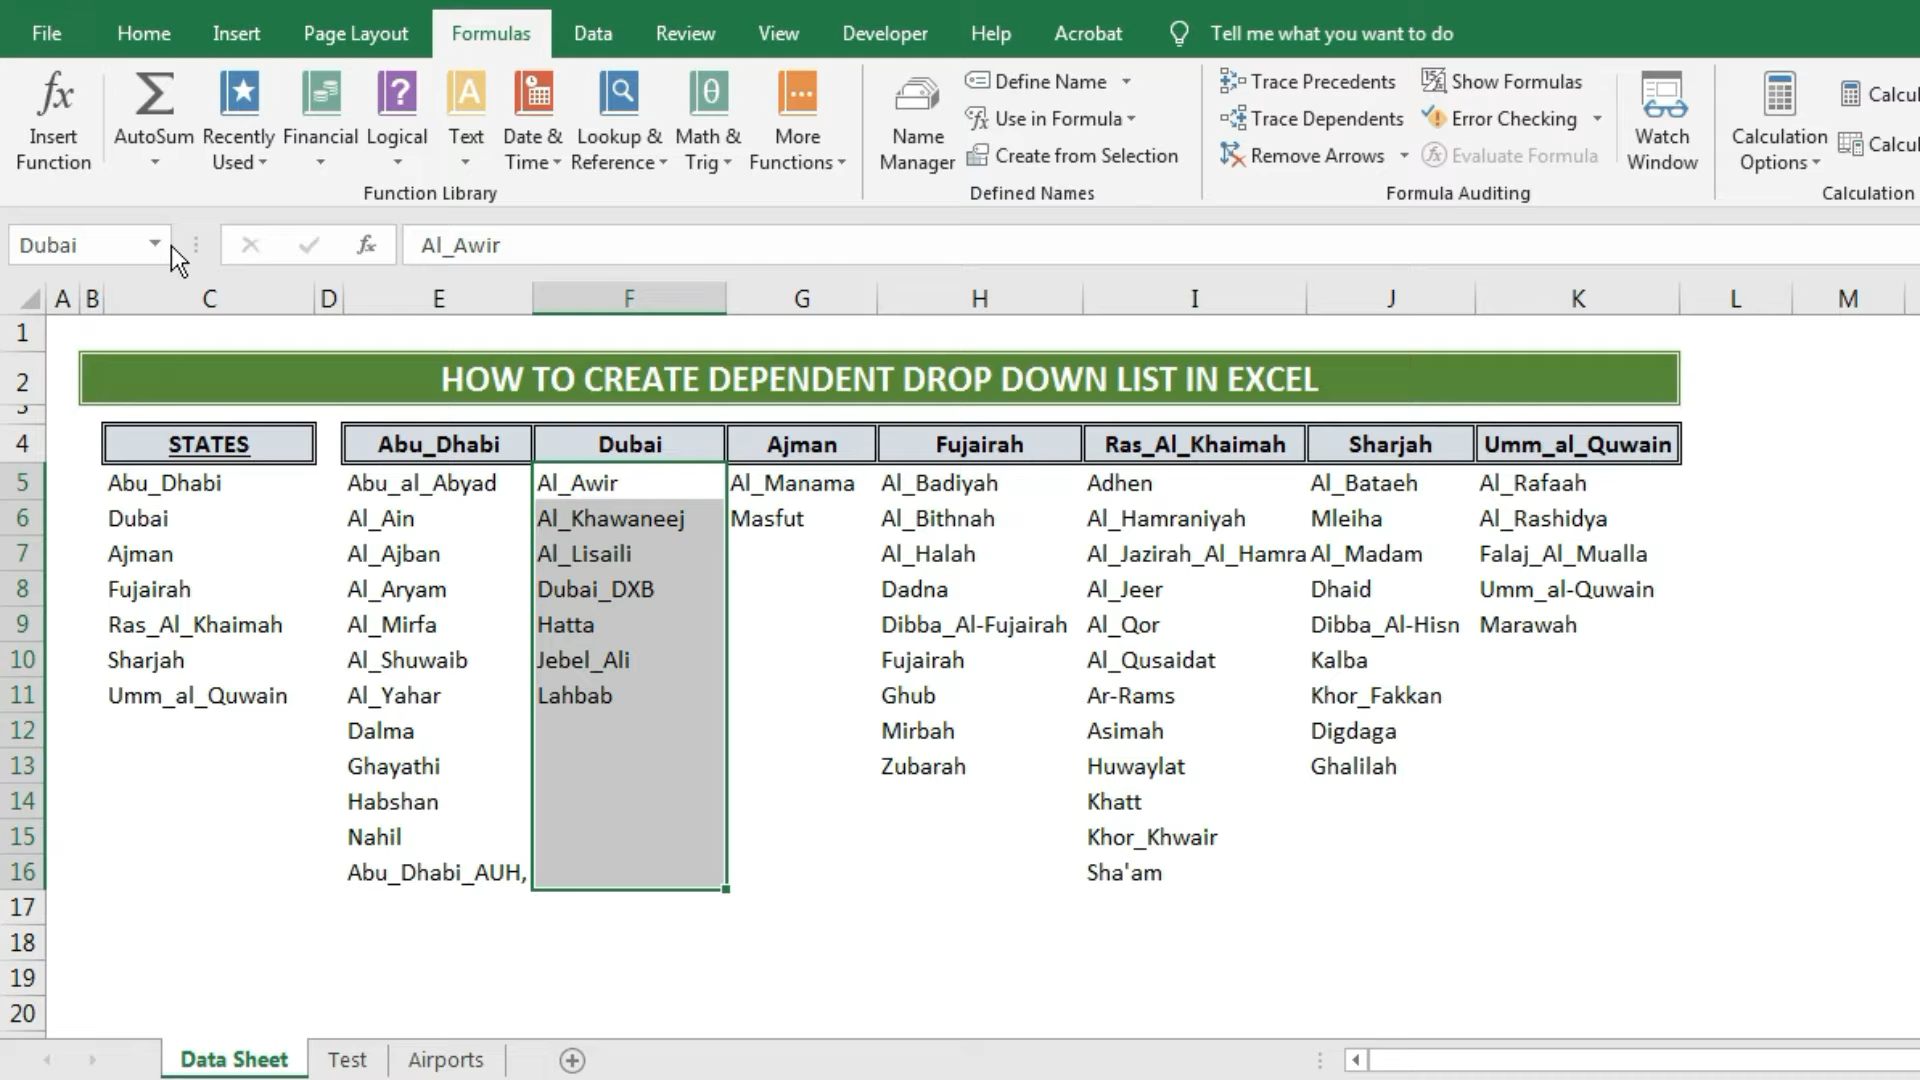 File Home Insert Page Layout Formulas Data Review View Developer Help Acrobat Tell me what you want to do
fx Σ ? A θ ... Define Name Trace Precedents Show Formulas Calcul
Insert AutoSum Recently Financial Logical Text Date & Lookup & Math & More Name Use in Formula Trace Dependents Error Checking Watch Calculation
Function Used Time Reference Trig Functions Manager Create from Selection Remove Arrows Evaluate Formula Window Options Calcul
Function Library Defined Names Formula Auditing Calculation
Dubai fx Al_Awir
A B C D E F G H I J K L M
1
2 HOW TO CREATE DEPENDENT DROP DOWN LIST IN EXCEL
3
4 STATES Abu_Dhabi Dubai Ajman Fujairah Ras_Al_Khaimah Sharjah Umm_al_Quwain
5 Abu_Dhabi Abu_al_Abyad Al_Awir Al_Manama Al_Badiyah Adhen Al_Bataeh Al_Rafaah
6 Dubai Al_Ain Al_Khawaneej Masfut Al_Bithnah Al_Hamraniyah Mleiha Al_Rashidya
7 Ajman Al_Ajban Al_Lisaili Al_Halah Al_Jazirah_Al_Hamra Al_Madam Falaj_Al_Mualla
8 Fujairah Al_Aryam Dubai_DXB Dadna Al_Jeer Dhaid Umm_al-Quwain
9 Ras_Al_Khaimah Al_Mirfa Hatta Dibba_Al-Fujairah Al_Qor Dibba_Al-Hisn Marawah
10 Sharjah Al_Shuwaib Jebel_Ali Fujairah Al_Qusaidat Kalba
11 Umm_al_Quwain Al_Yahar Lahbab Ghub Ar-Rams Khor_Fakkan
12 Dalma Mirbah Asimah Digdaga
13 Ghayathi Zubarah Huwaylat Ghalilah
14 Habshan Khatt
15 Nahil Khor_Khwair
16 Abu_Dhabi_AUH, Sha'am
17
18
19
20
Data Sheet Test Airports